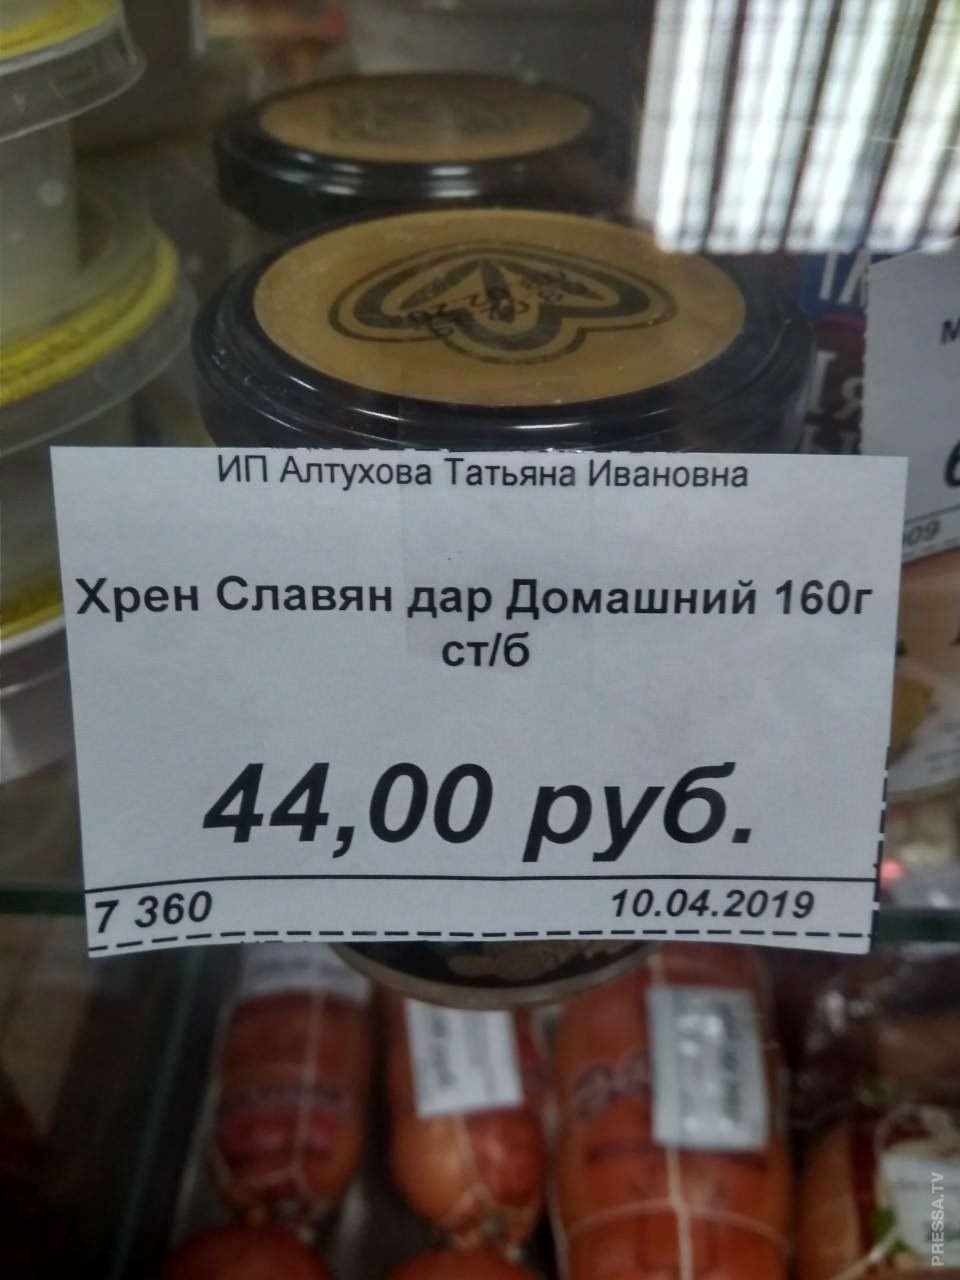 ИП Алтухова Татьяна Ивановна
Хрен Славян дар Домашний 160г
ст/б
44,00 руб.
7 360
10.04.2019
PRESSA.TV